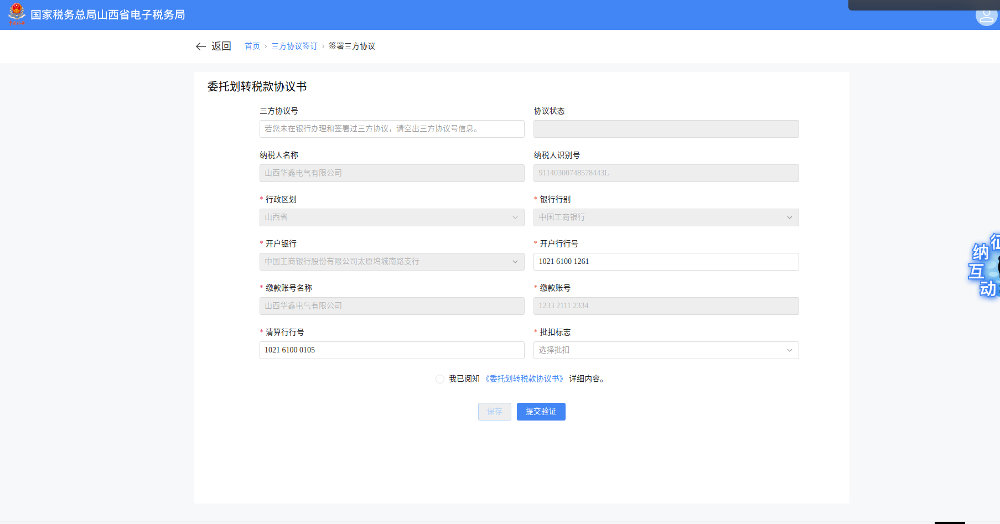 国家税务总局山西省电子税务局
返回 首页 › 三方协议签订 › 签署三方协议
委托划转税款协议书
三方协议号 协议状态
若您未在银行办理和签署过三方协议，请空出三方协议号信息。
纳税人名称 纳税人识别号
山西华鑫电气有限公司 91140300748578443L
* 行政区划 * 银行行别
山西省 中国工商银行
* 开户银行 * 开户行行号
中国工商银行股份有限公司太原坞城南路支行 1021 6100 1261
* 缴款账号名称 * 缴款账号
山西华鑫电气有限公司 1233 2111 2334
* 清算行行号 * 批扣标志
1021 6100 0105 选择批扣
我已阅知 《委托划转税款协议书》 详细内容。
保存 提交验证
征
纳
互
动